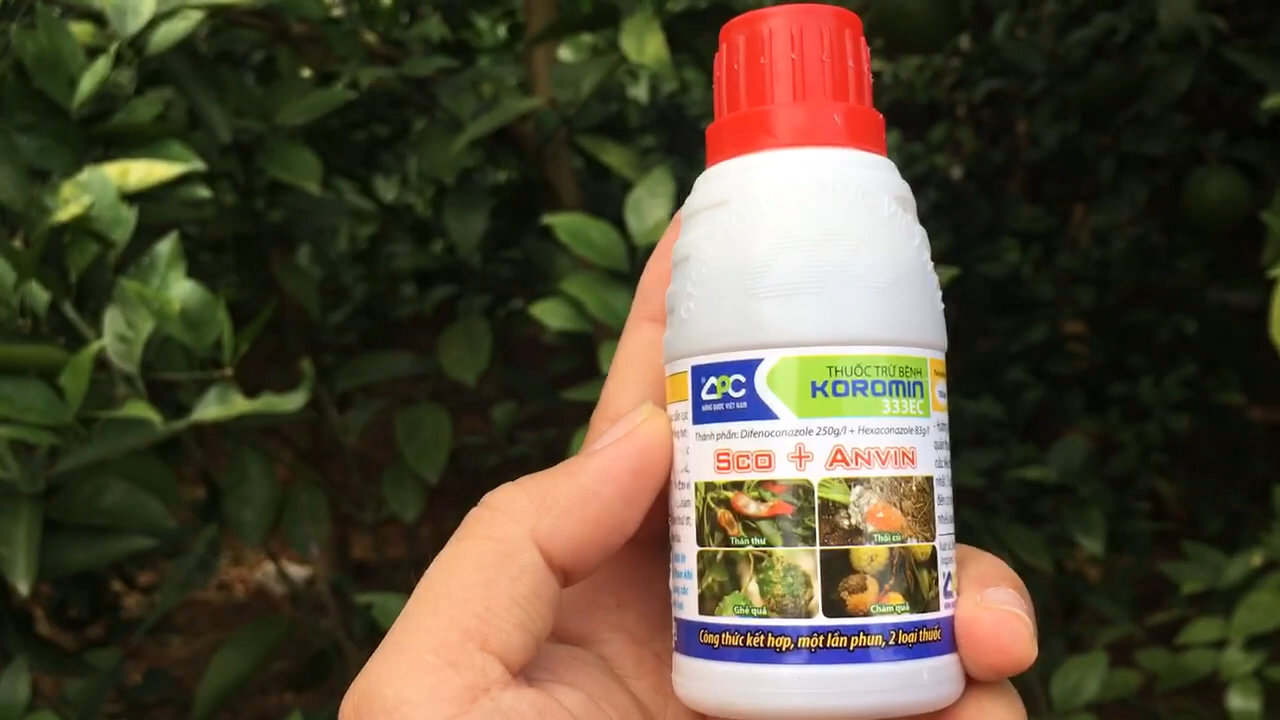 APC
NÔNG DƯỢC VIỆT NAM
THUỐC TRỪ BỆNH
KOROMIN
333EC
Thành phần: Difenoconazole 250g/l + Hexaconazole 83g/l
SCO + ANVIN
Thán thư
Thối củ
Ghẻ quả
Chàm quả
Công thức kết hợp, một lần phun, 2 loại thuốc